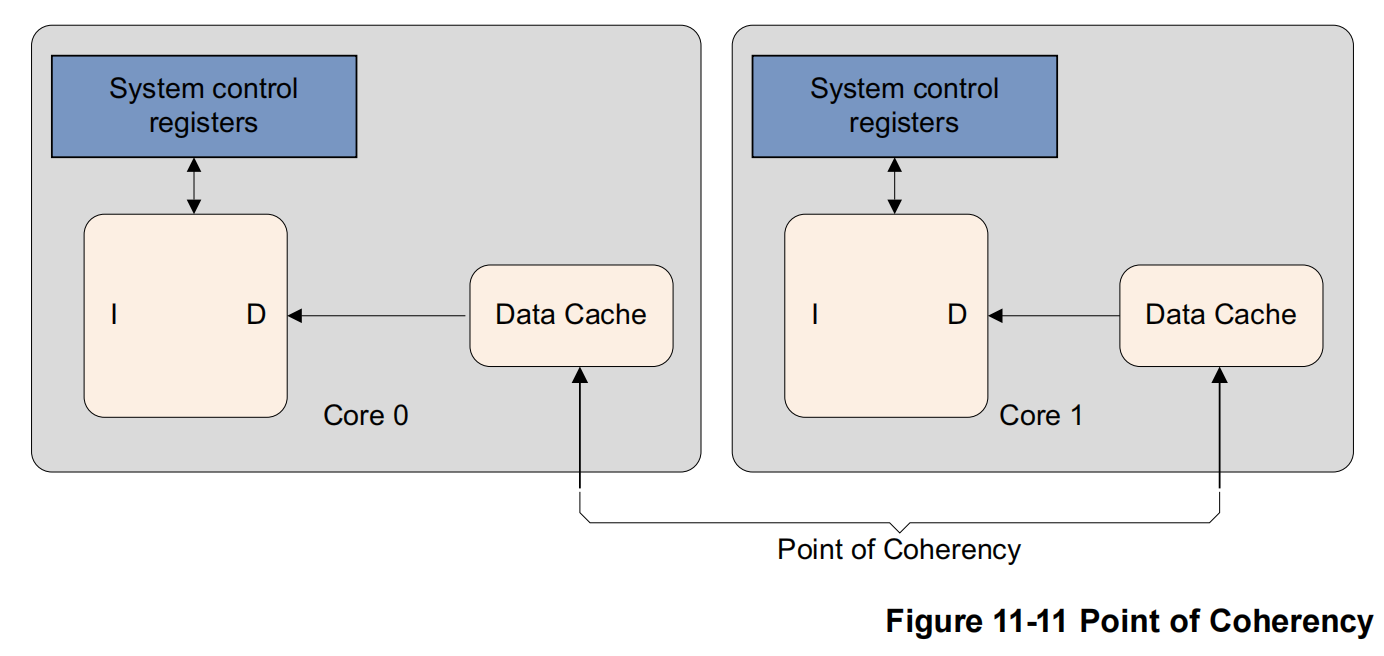 System control
registers
System control
registers
I
D
Data Cache
I
D
Data Cache
Core 0
Core 1
Point of Coherency
Figure 11-11 Point of Coherency